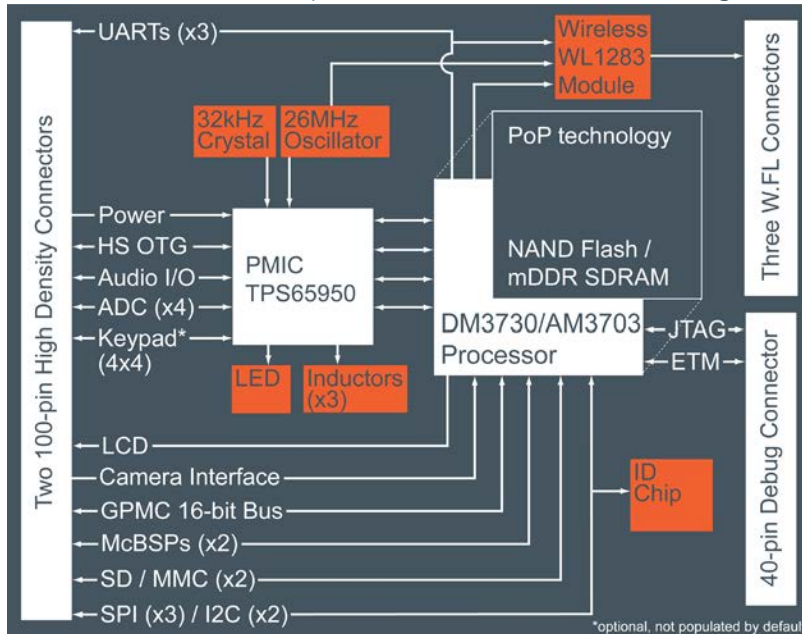 UARTs (x3)
Wireless
WL1283
Module
32kHz
Crystal
26MHz
Oscillator
PoP technology
NAND Flash /
mDDR SDRAM
DM3730/AM3703
Processor
Two 100-pin High Density Connectors
Power
HS OTG
Audio I/O
ADC (x4)
Keypad*
(4x4)
PMIC
TPS65950
LED
Inductors
(x3)
Three W.FL Connectors
JTAG
ETM
40-pin Debug Connector
LCD
Camera Interface
GPMC 16-bit Bus
McBSPs (x2)
SD / MMC (x2)
SPI (x3) / I2C (x2)
ID
Chip
*optional, not populated by default